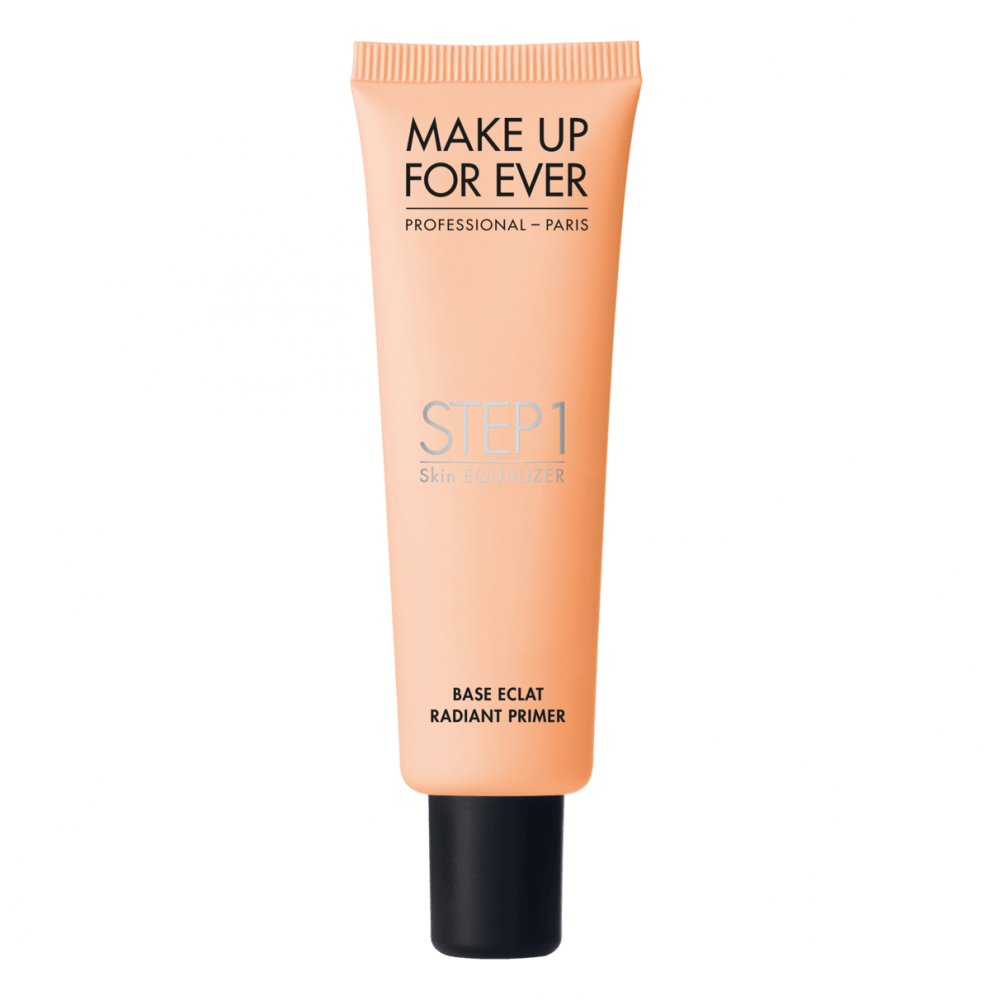 MAKE UP
FOR EVER
PROFESSIONAL – PARIS
STEP 1
Skin EQUALIZER
BASE ECLAT
RADIANT PRIMER